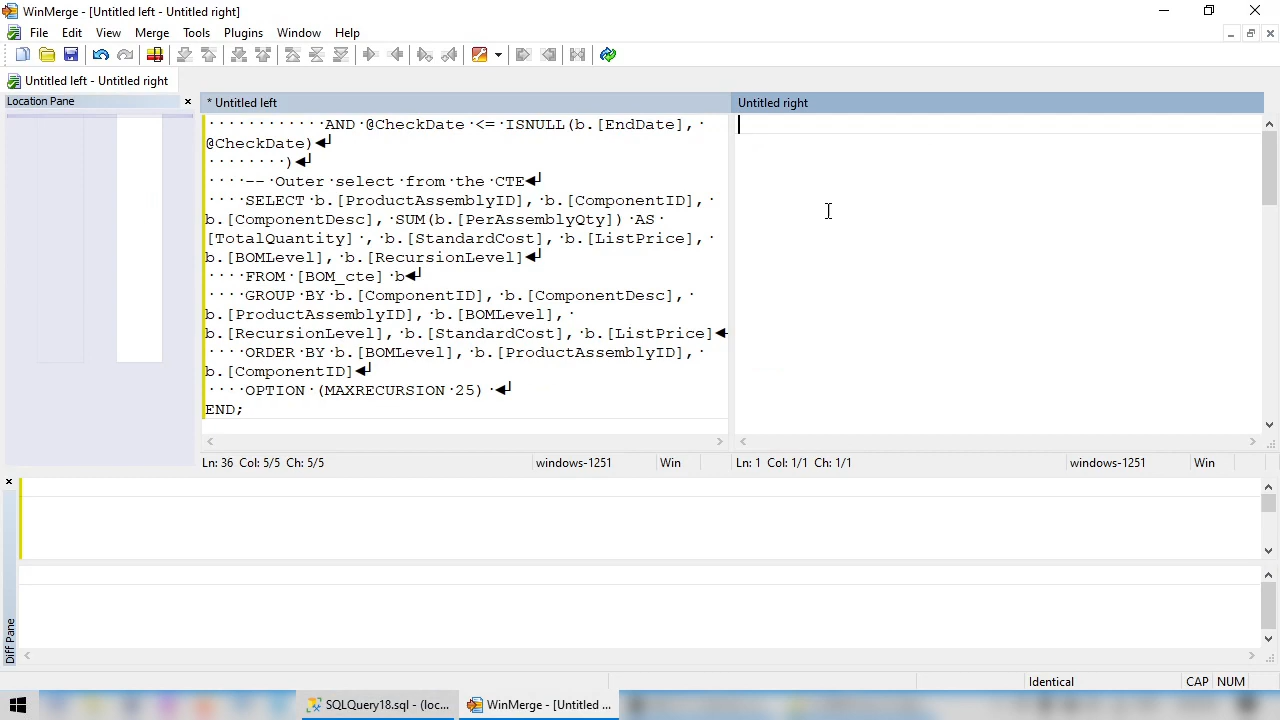 WinMerge - [Untitled left - Untitled right]
File Edit View Merge Tools Plugins Window Help
Untitled left - Untitled right
Location Pane
* Untitled left
Untitled right
············AND·@CheckDate·<=·ISNULL(b.[EndDate],·
@CheckDate)
········)
····--·Outer·select·from·the·CTE
····SELECT·b.[ProductAssemblyID],·b.[ComponentID],·
b.[ComponentDesc],·SUM(b.[PerAssemblyQty])·AS·
[TotalQuantity]·,·b.[StandardCost],·b.[ListPrice],·
b.[BOMLevel],·b.[RecursionLevel]
····FROM·[BOM_cte]·b
····GROUP·BY·b.[ComponentID],·b.[ComponentDesc],·
b.[ProductAssemblyID],·b.[BOMLevel],·
b.[RecursionLevel],·b.[StandardCost],·b.[ListPrice]
····ORDER·BY·b.[BOMLevel],·b.[ProductAssemblyID],·
b.[ComponentID]
····OPTION·(MAXRECURSION·25)·
END;
Ln: 36 Col: 5/5 Ch: 5/5 windows-1251 Win
Ln: 1 Col: 1/1 Ch: 1/1 windows-1251 Win
Diff Pane
Identical CAP NUM
SQLQuery18.sql - (loc...
WinMerge - [Untitled ...